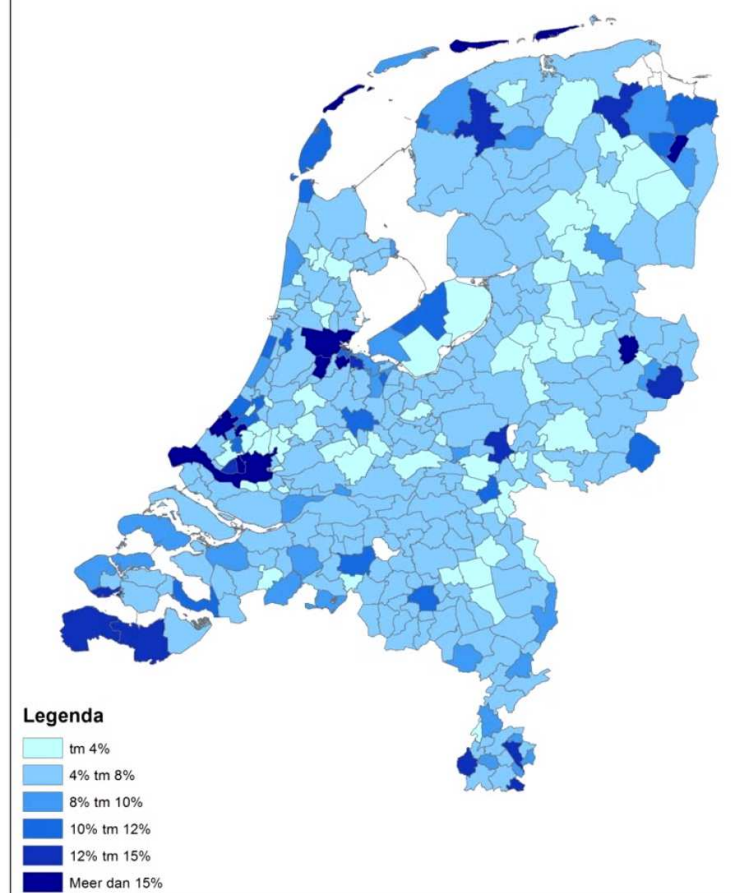 Legenda
tm 4%
4% tm 8%
8% tm 10%
10% tm 12%
12% tm 15%
Meer dan 15%